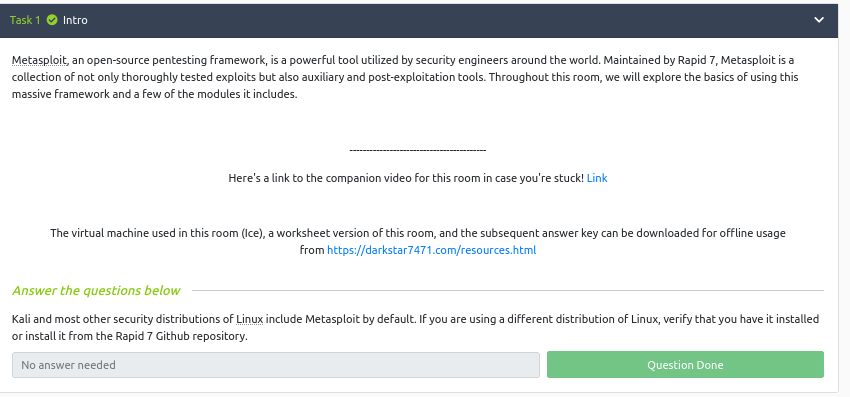 Task 1 Intro
Metasploit, an open-source pentesting framework, is a powerful tool utilized by security engineers around the world. Maintained by Rapid 7, Metasploit is a
collection of not only thoroughly tested exploits but also auxiliary and post-exploitation tools. Throughout this room, we will explore the basics of using this
massive framework and a few of the modules it includes.
-----------------------------------------
Here's a link to the companion video for this room in case you're stuck! Link
The virtual machine used in this room (Ice), a worksheet version of this room, and the subsequent answer key can be downloaded for offline usage
from https://darkstar7471.com/resources.html
Answer the questions below
Kali and most other security distributions of Linux include Metasploit by default. If you are using a different distribution of Linux, verify that you have it installed
or install it from the Rapid 7 Github repository.
No answer needed
Question Done